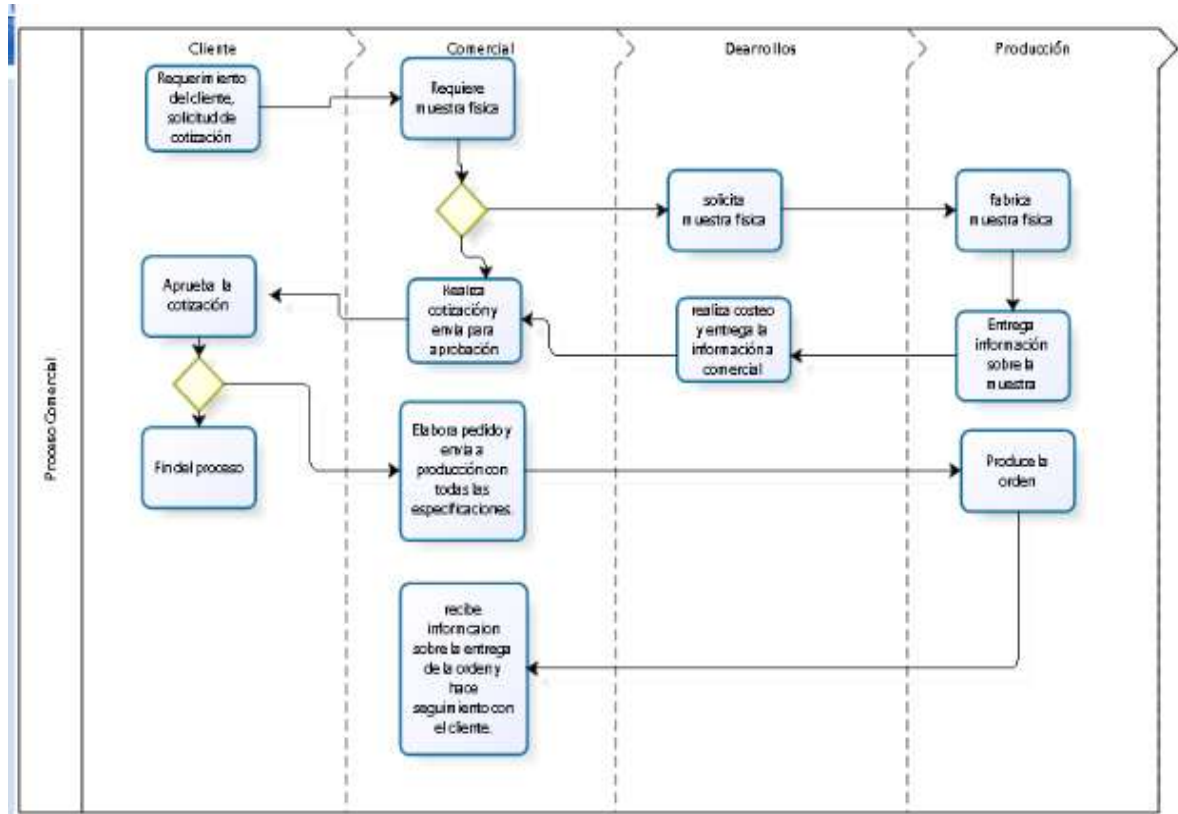 Cliente
Comercial
Dearrollos
Producción
Proceso Comercial
Requerimiento
del cliente,
solicitud de
cotización
Requiere
muestra física
solicita
muestra física
fabrica
muestra física
Aprueba la
cotización
Realiza
cotización y
envía para
aprobación
realiza costeo
y entrega la
información a
comercial
Entrega
información
sobre la
muestra
Fin del proceso
Elabora pedido y
envia a
producción con
todas las
especificaciones.
Produce la
orden
recibe
informcaion
sobre la entrega
de la orden y
hace
seguimiento con
el cliente.